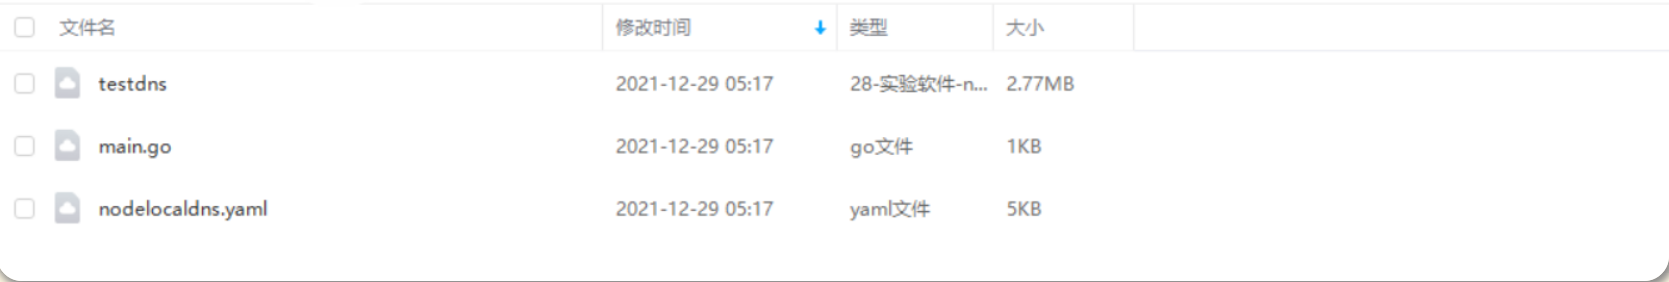 文件名 修改时间 类型 大小
testdns 2021-12-29 05:17 28-实验软件-n... 2.77MB
main.go 2021-12-29 05:17 go文件 1KB
nodelocaldns.yaml 2021-12-29 05:17 yaml文件 5KB